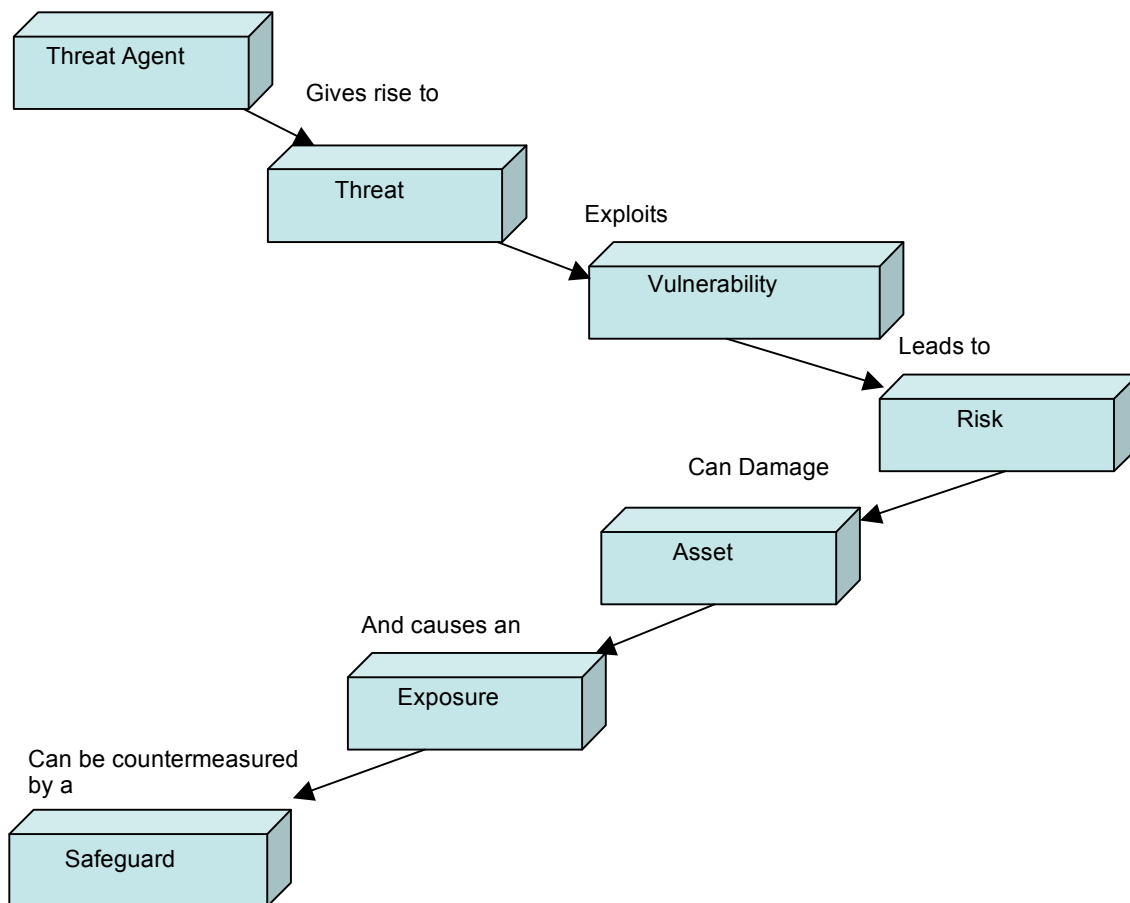 Threat Agent
Gives rise to
Threat
Exploits
Vulnerability
Leads to
Risk
Can Damage
Asset
And causes an
Exposure
Can be countermeasured
by a
Safeguard